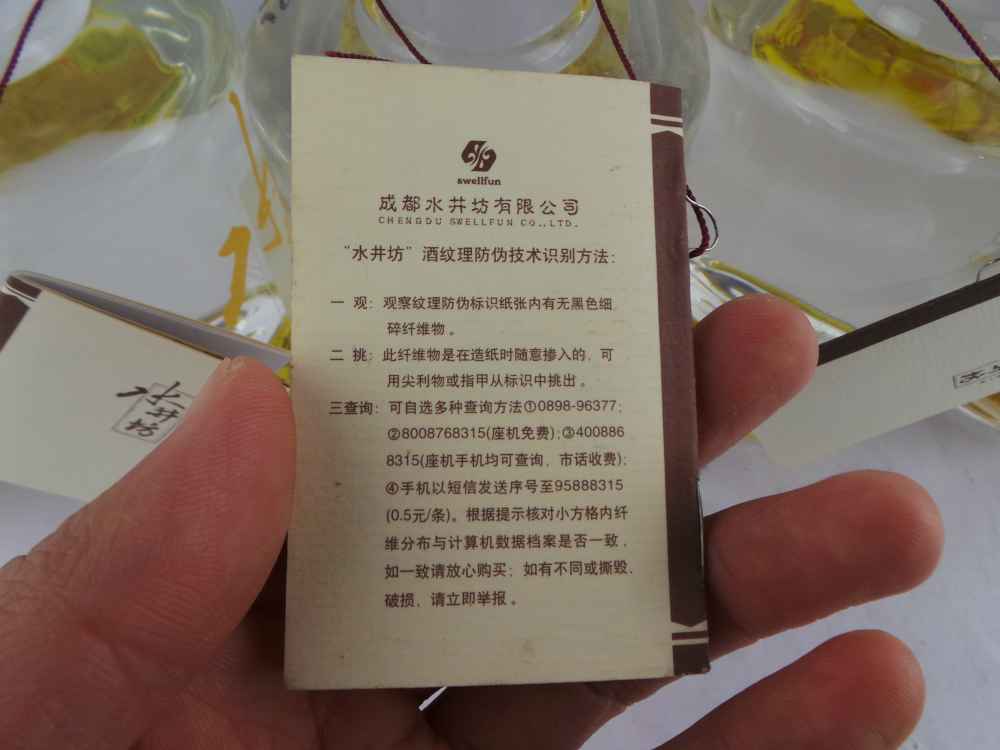 swellfun
成都水井坊有限公司
CHENGDU SWELLFUN CO.,LTD.
“水井坊”酒纹理防伪技术识别方法:
一 观: 观察纹理防伪标识纸张内有无黑色细
碎纤维物。
二 挑: 此纤维物是在造纸时随意掺入的,可
用尖利物或指甲从标识中挑出。
三查询: 可自选多种查询方法①0898-96377;
②8008768315(座机免费);③400886
8315(座机手机均可查询,市话收费);
④手机以短信发送序号至95888315
(0.5元/条)。根据提示核对小方格内纤
维分布与计算机数据档案是否一致,
如一致请放心购买;如有不同或撕毁,
破损,请立即举报。
水井坊